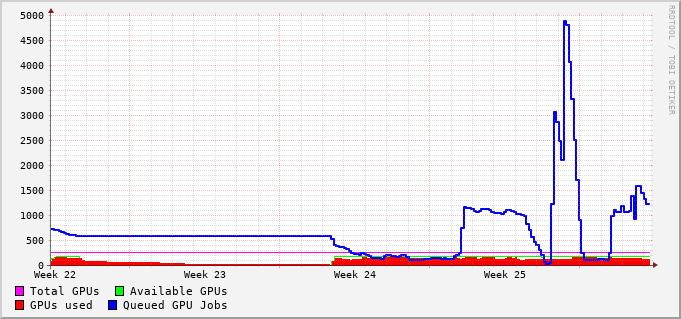 5000
4500
4000
3500
3000
2500
2000
1500
1000
500
0
Week 22 Week 23 Week 24 Week 25
Total GPUs Available GPUs
GPUs used Queued GPU Jobs
RRDTOOL / TOBI OETIKER